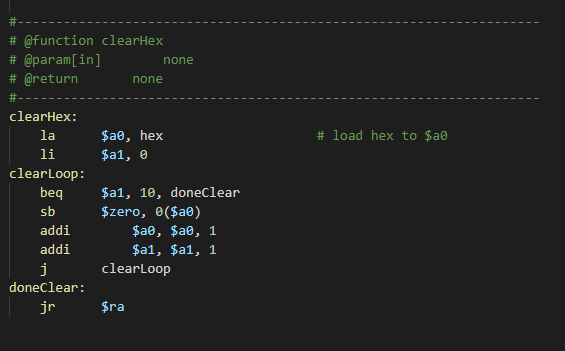 #--------------------------------------------------------------------
# @function clearHex
# @param[in]        none
# @return       none
#--------------------------------------------------------------------
clearHex:
    la      $a0, hex                    # load hex to $a0
    li      $a1, 0
clearLoop:
    beq     $a1, 10, doneClear
    sb      $zero, 0($a0)
    addi        $a0, $a0, 1
    addi        $a1, $a1, 1
    j       clearLoop
doneClear:
    jr      $ra